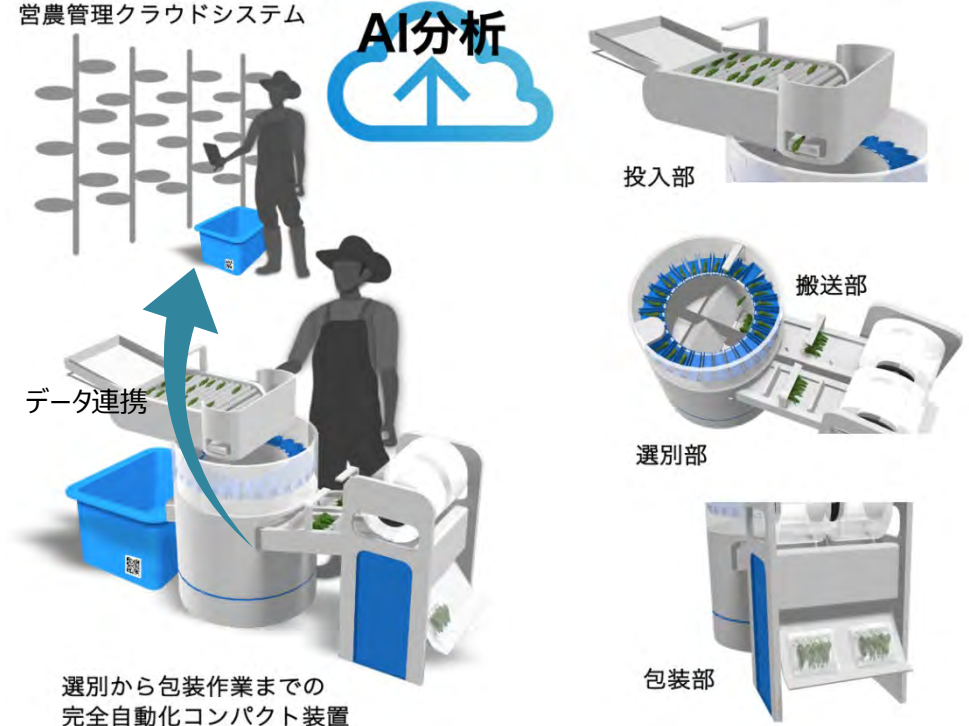 営農管理クラウドシステム
AI分析
投入部
搬送部
データ連携
選別部
包装部
選別から包装作業までの
完全自動化コンパクト装置